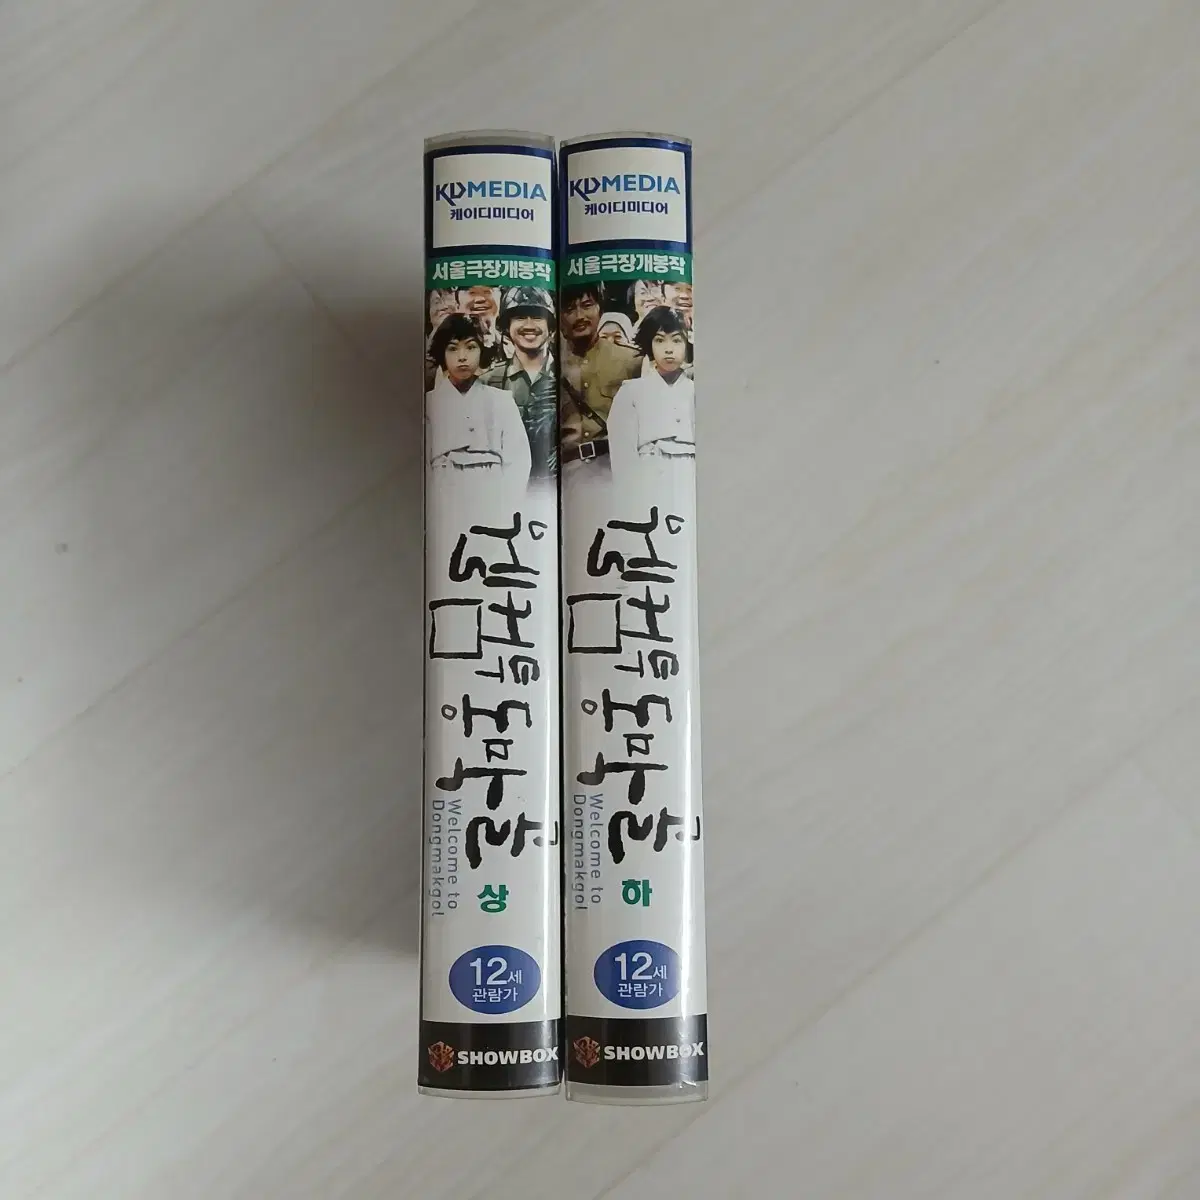 KDMEDIA
케이디미디어
서울극장개봉작
웰컴 투 동막골
Welcome to
Dongmakgol
상
12세
관람가
SHOWBOX
KDMEDIA
케이디미디어
서울극장개봉작
웰컴 투 동막골
Welcome to
Dongmakgol
하
12세
관람가
SHOWBOX